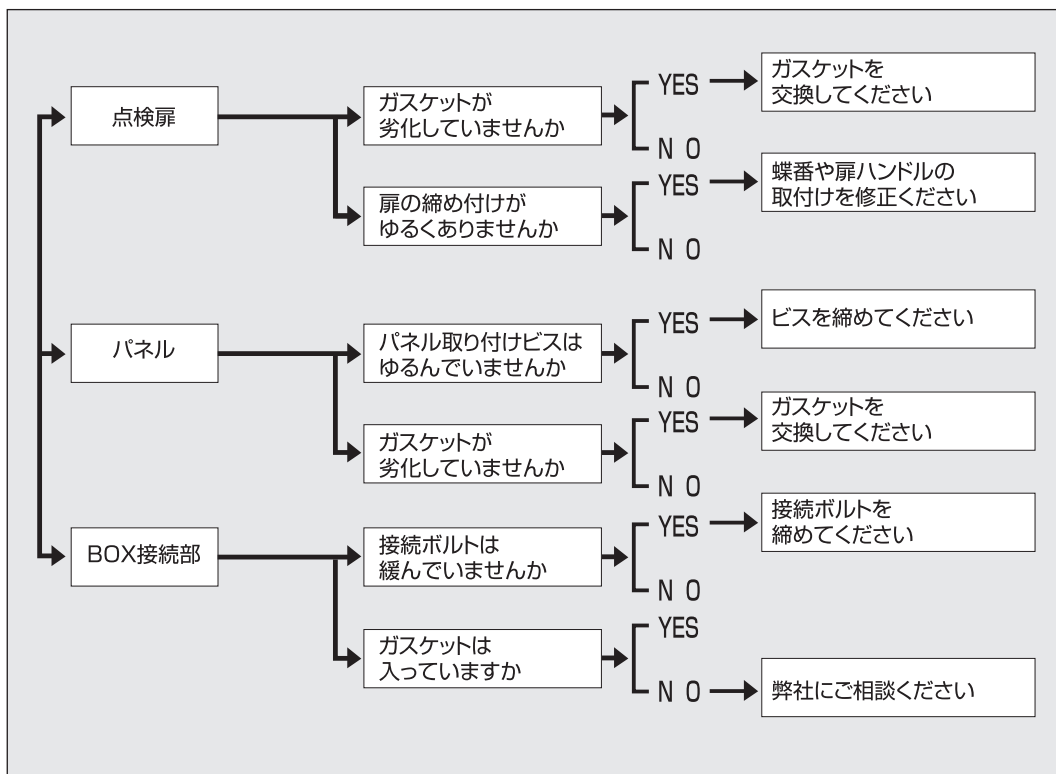 点検扉
ガスケットが
劣化していませんか
YES
ガスケットを
交換してください
N O
扉の締め付けが
ゆるくありませんか
YES
蝶番や扉ハンドルの
取付けを修正ください
N O
パネル
パネル取り付けビスは
ゆるんでいませんか
YES
ビスを締めてください
N O
ガスケットが
劣化していませんか
YES
ガスケットを
交換してください
N O
BOX接続部
接続ボルトは
緩んでいませんか
YES
接続ボルトを
締めてください
N O
ガスケットは
入っていますか
YES
N O
弊社にご相談ください